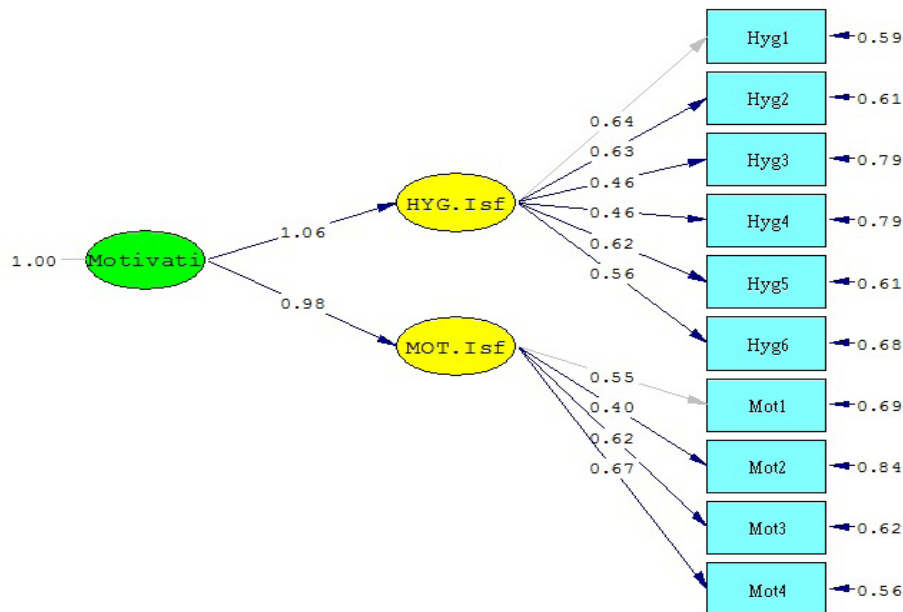 Hyg1
0.59
Hyg2
0.61
0.64
0.63
Hyg3
0.79
0.46
HYG.Isf
0.46
Hyg4
0.79
1.06
0.62
1.00
Motivati
0.56
Hyg5
0.61
0.98
MOT.Isf
Hyg6
0.68
0.55
Mot1
0.69
0.40
0.62
Mot2
0.84
0.67
Mot3
0.62
Mot4
0.56